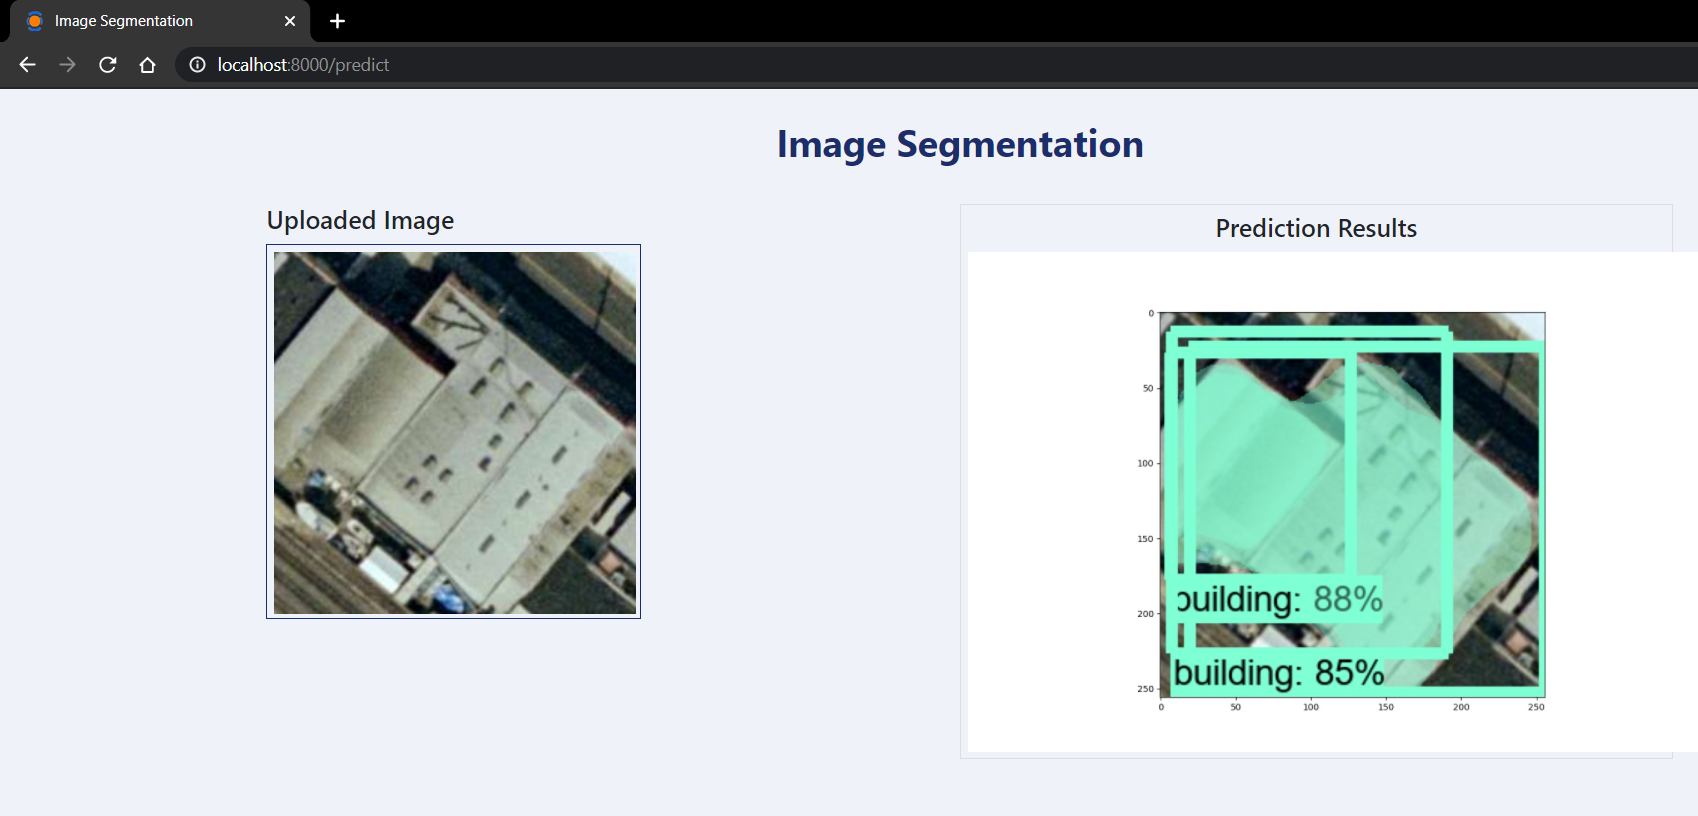 Image Segmentation
localhost:8000/predict
Image Segmentation
Uploaded Image
Prediction Results
0
50
100
150
200
250
building: 88%
building: 85%
0 50 100 150 200 250